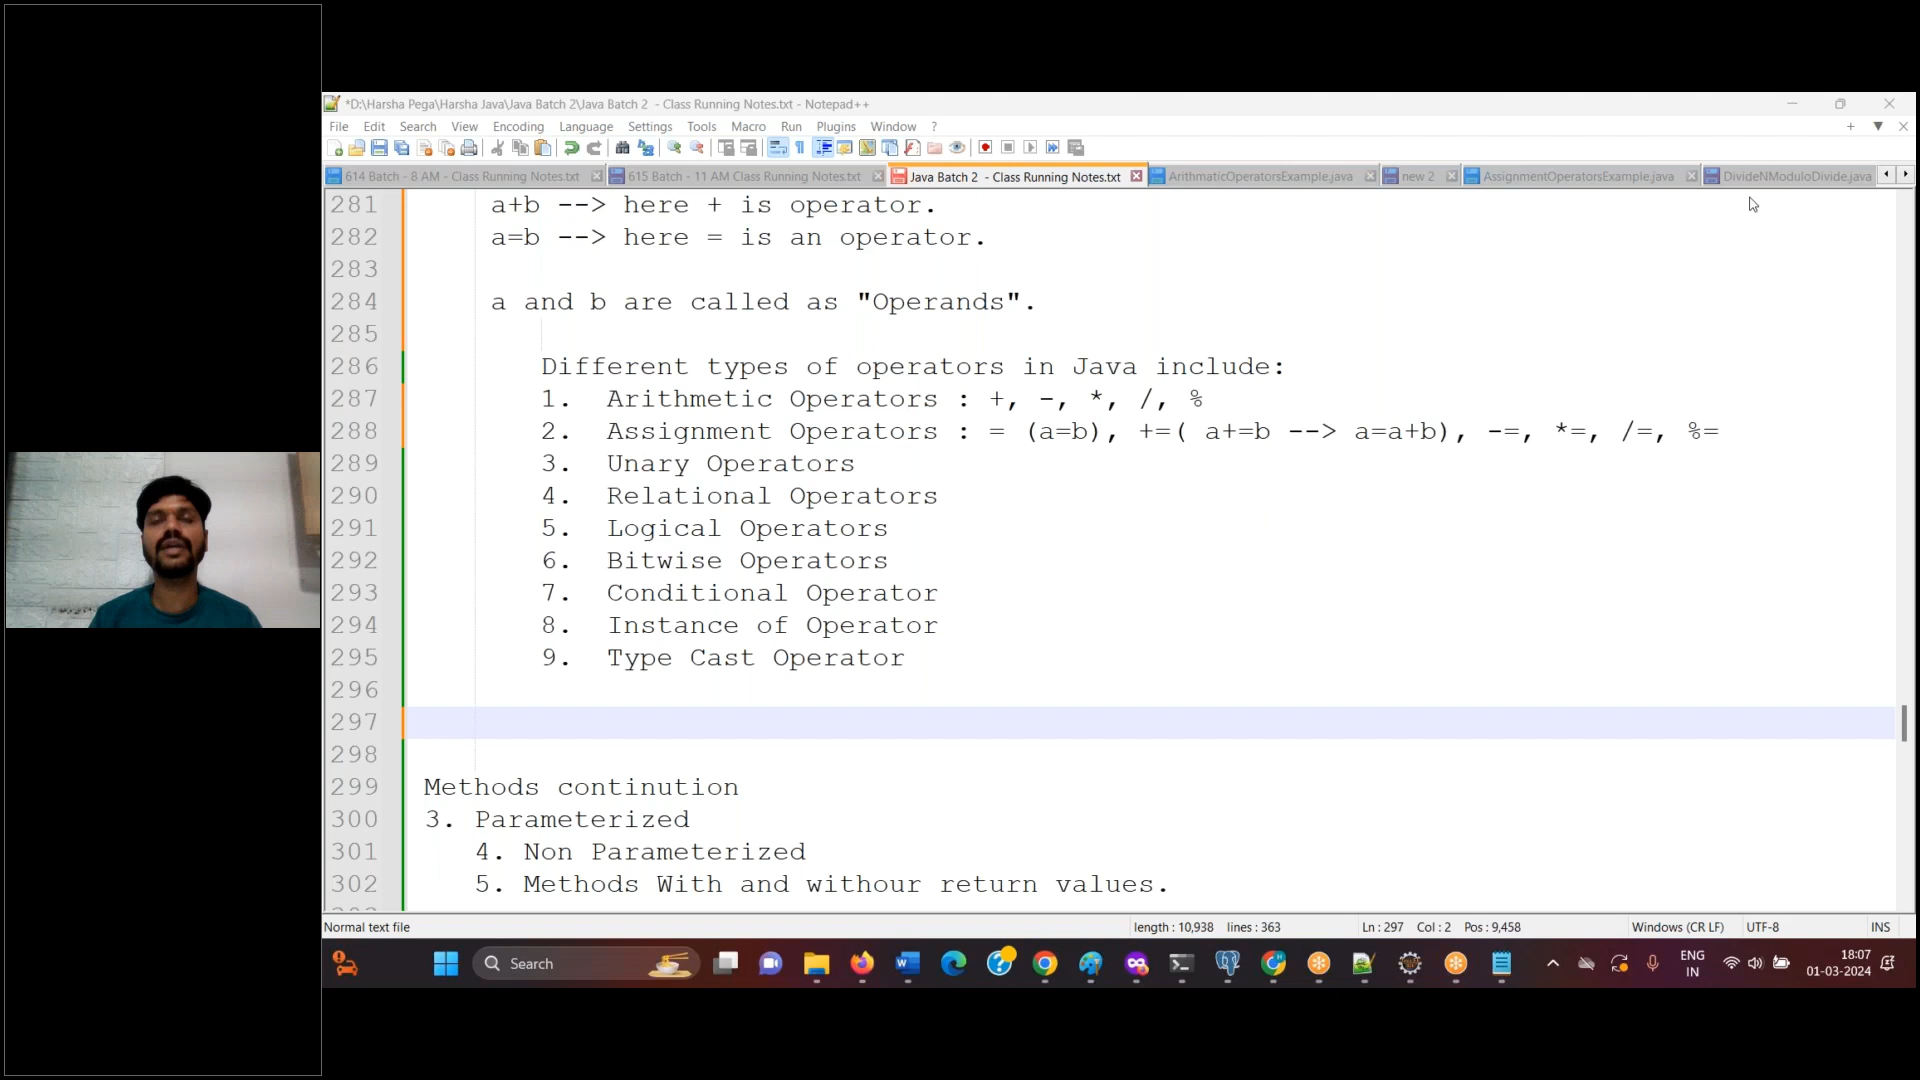 *D:\Harsha Pega\Harsha Java\Java Batch 2\Java Batch 2  - Class Running Notes.txt - Notepad++
File Edit Search View Encoding Language Settings Tools Macro Run Plugins Window ?
614 Batch - 8 AM - Class Running Notes.txt 615 Batch - 11 AM Class Running Notes.txt Java Batch 2  - Class Running Notes.txt ArithmaticOperatorsExample.java new 2 AssignmentOperatorsExample.java DivideNModuloDivide.java
281 a+b --> here + is operator.
282 a=b --> here = is an operator.
283
284 a and b are called as "Operands".
285
286 Different types of operators in Java include:
287 1. Arithmetic Operators : +, -, *, /, %
288 2. Assignment Operators : = (a=b), +=( a+=b --> a=a+b), -=, *=, /=, %=
289 3. Unary Operators
290 4. Relational Operators
291 5. Logical Operators
292 6. Bitwise Operators
293 7. Conditional Operator
294 8. Instance of Operator
295 9. Type Cast Operator
296
297
298
299 Methods continution
300 3. Parameterized
301 4. Non Parameterized
302 5. Methods With and withour return values.
Normal text file length : 10,938 lines : 363 Ln : 297 Col : 2 Pos : 9,458 Windows (CR LF) UTF-8 INS
Search ENG 18:07
IN 01-03-2024